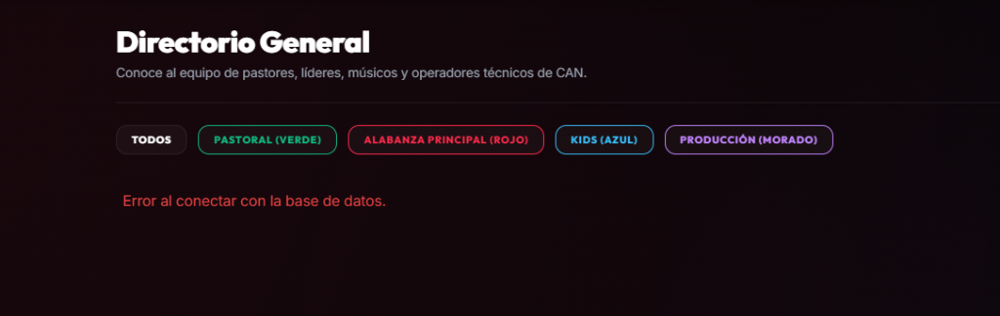 Directorio General
Conoce al equipo de pastores, líderes, músicos y operadores técnicos de CAN.
TODOS
PASTORAL (VERDE)
ALABANZA PRINCIPAL (ROJO)
KIDS (AZUL)
PRODUCCIÓN (MORADO)
Error al conectar con la base de datos.